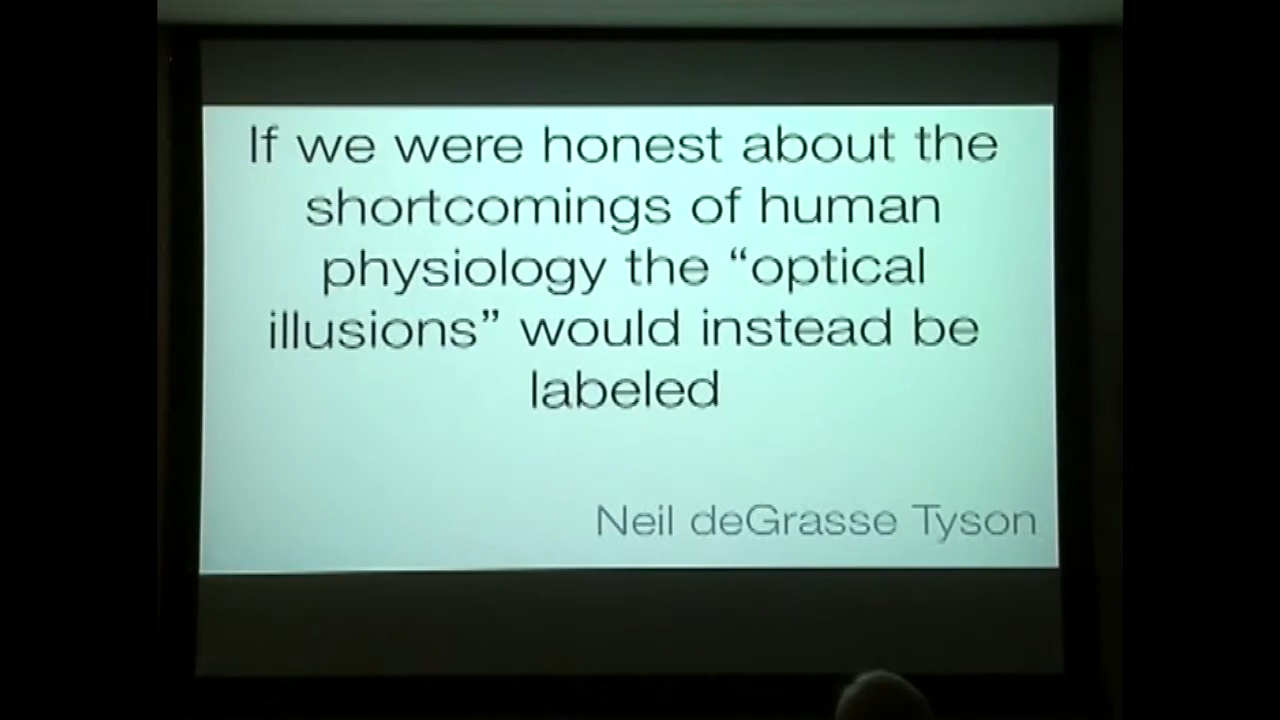 If we were honest about the
shortcomings of human
physiology the “optical
illusions” would instead be
labeled
Neil deGrasse Tyson